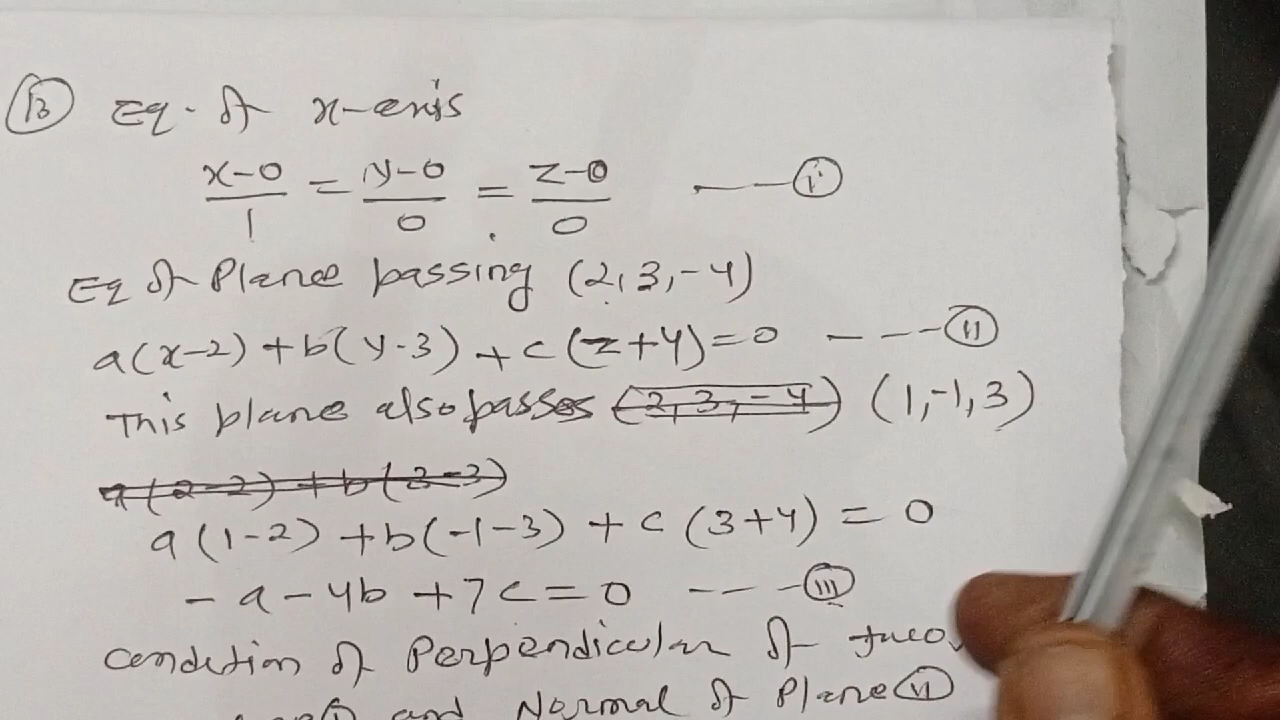 (13) Eq. of x-axis
x-0/1 = y-0/0 = z-0/0 -- (i)
Eq of Plane passing (2,3,-4)
a(x-2)+b(y-3)+c(z+4)=0 --- (ii)
This plane also passes (2,3,-4) (1,-1,3)
a(2-2)+b(3-3)
a(1-2)+b(-1-3)+c(3+4)=0
-a-4b+7c=0 --- (iii)
condition of Perpendicular of
and Normal of Plane (ii)